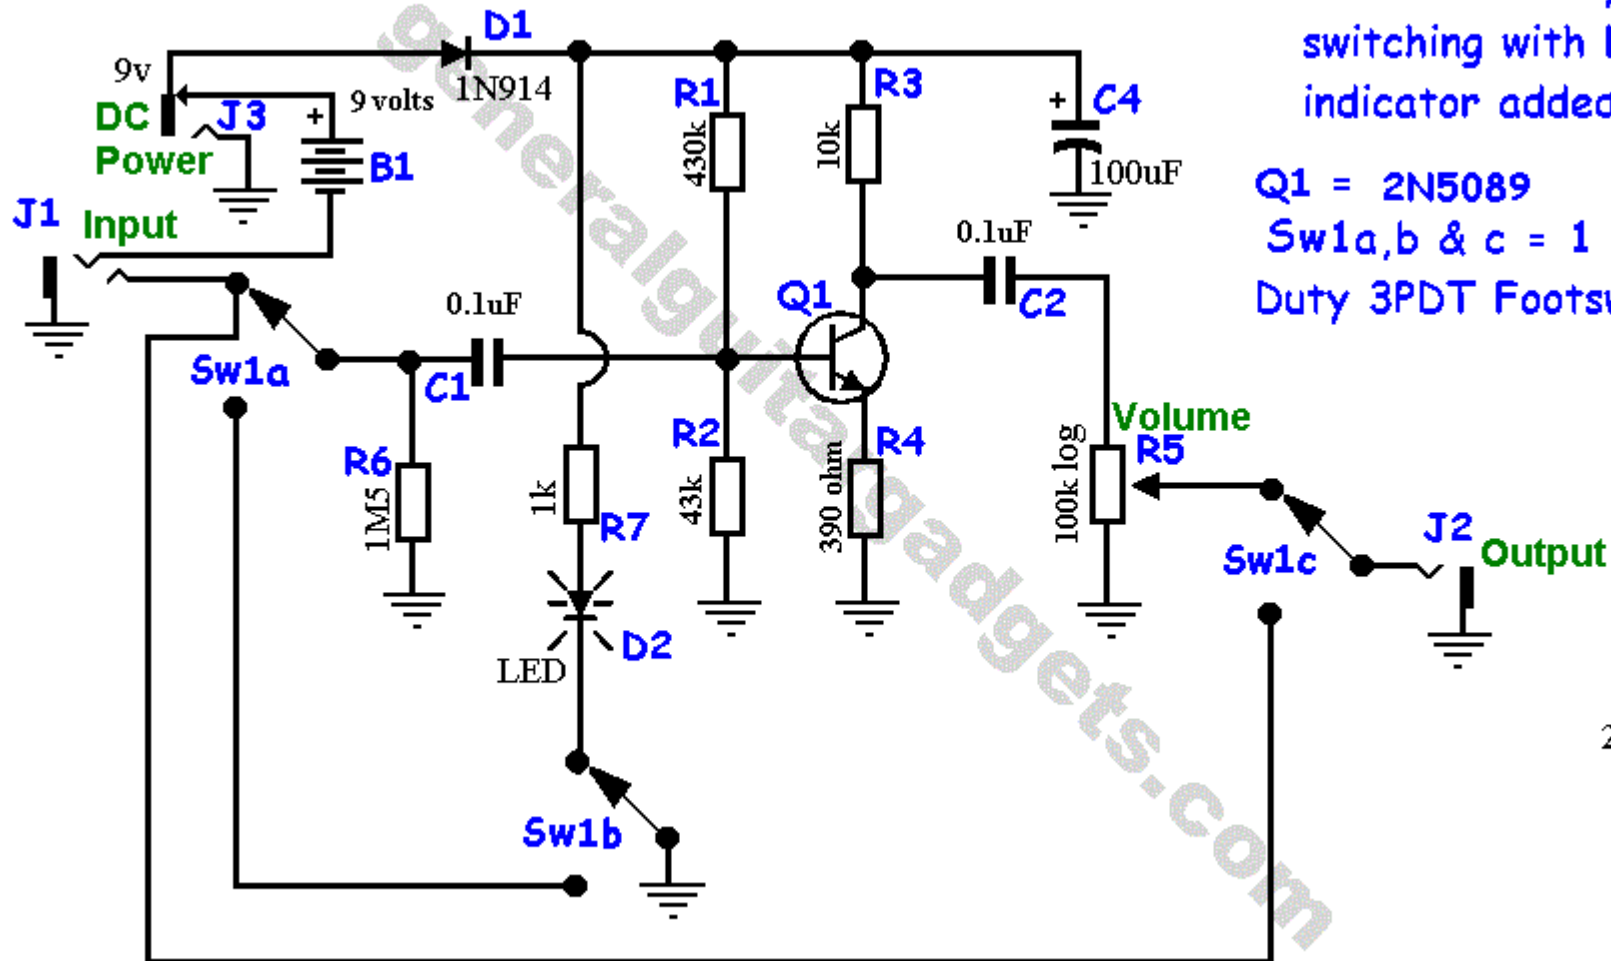 D1
switching with
9v
1N914
indicator added
R1
R3
C4
9 volts
+
+
DC
Power
J3
B1
430k
10k
100uF
Q1 = 2N5089
J1
Input
Sw1a,b & c = 1
0.1uF
Duty 3PDT Footsw
0.1uF
Q1
C2
Sw1a
C1
Volume
R6
R2
R4
R5
1M5
1k
43k
390 ohm
100k log
R7
J2
Output
Sw1c
D2
LED
Sw1b
2
generalguitargadgets.com